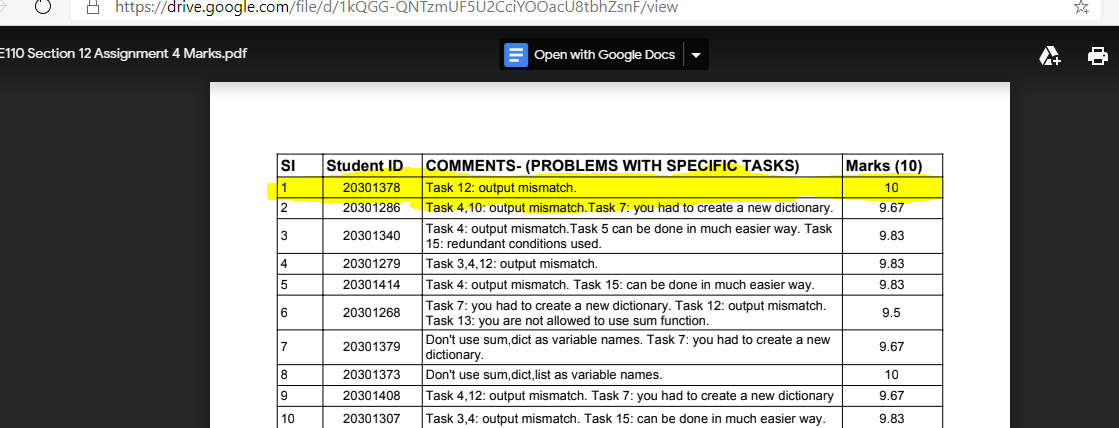 https://drive.google.com/file/d/1kQGG-QNTzmUF5U2CciYOOacU8tbhZsnF/view
E110 Section 12 Assignment 4 Marks.pdf
Open with Google Docs
Sl Student ID COMMENTS- (PROBLEMS WITH SPECIFIC TASKS) Marks (10)
1 20301378 Task 12: output mismatch. 10
2 20301286 Task 4,10: output mismatch.Task 7: you had to create a new dictionary. 9.67
3 20301340 Task 4: output mismatch.Task 5 can be done in much easier way. Task
15: redundant conditions used. 9.83
4 20301279 Task 3,4,12: output mismatch. 9.83
5 20301414 Task 4: output mismatch. Task 15: can be done in much easier way. 9.83
6 20301268 Task 7: you had to create a new dictionary. Task 12: output mismatch.
Task 13: you are not allowed to use sum function. 9.5
7 20301379 Don't use sum,dict as variable names. Task 7: you had to create a new
dictionary. 9.67
8 20301373 Don't use sum,dict,list as variable names. 10
9 20301408 Task 4,12: output mismatch. Task 7: you had to create a new dictionary 9.67
10 20301307 Task 3,4: output mismatch. Task 15: can be done in much easier way. 9.83